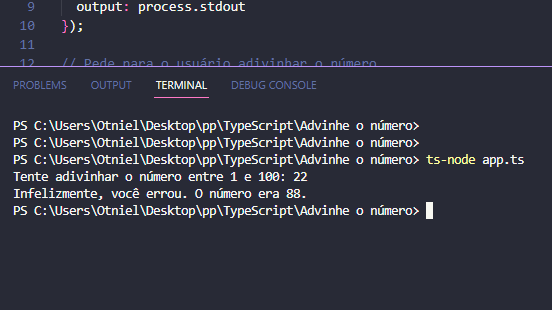 9 output: process.stdout
10 });
11
12 // Pede para o usuário adivinhar o número
PROBLEMS OUTPUT TERMINAL DEBUG CONSOLE
PS C:\Users\Otniel\Desktop\pp\TypeScript\Advinhe o número>
PS C:\Users\Otniel\Desktop\pp\TypeScript\Advinhe o número>
PS C:\Users\Otniel\Desktop\pp\TypeScript\Advinhe o número> ts-node app.ts
Tente adivinhar o número entre 1 e 100: 22
Infelizmente, você errou. O número era 88.
PS C:\Users\Otniel\Desktop\pp\TypeScript\Advinhe o número>